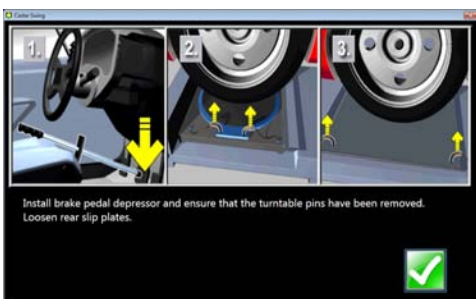 Caster Swing
1.
2.
3.
Install brake pedal depressor and ensure that the turntable pins have been removed.
Loosen rear slip plates.